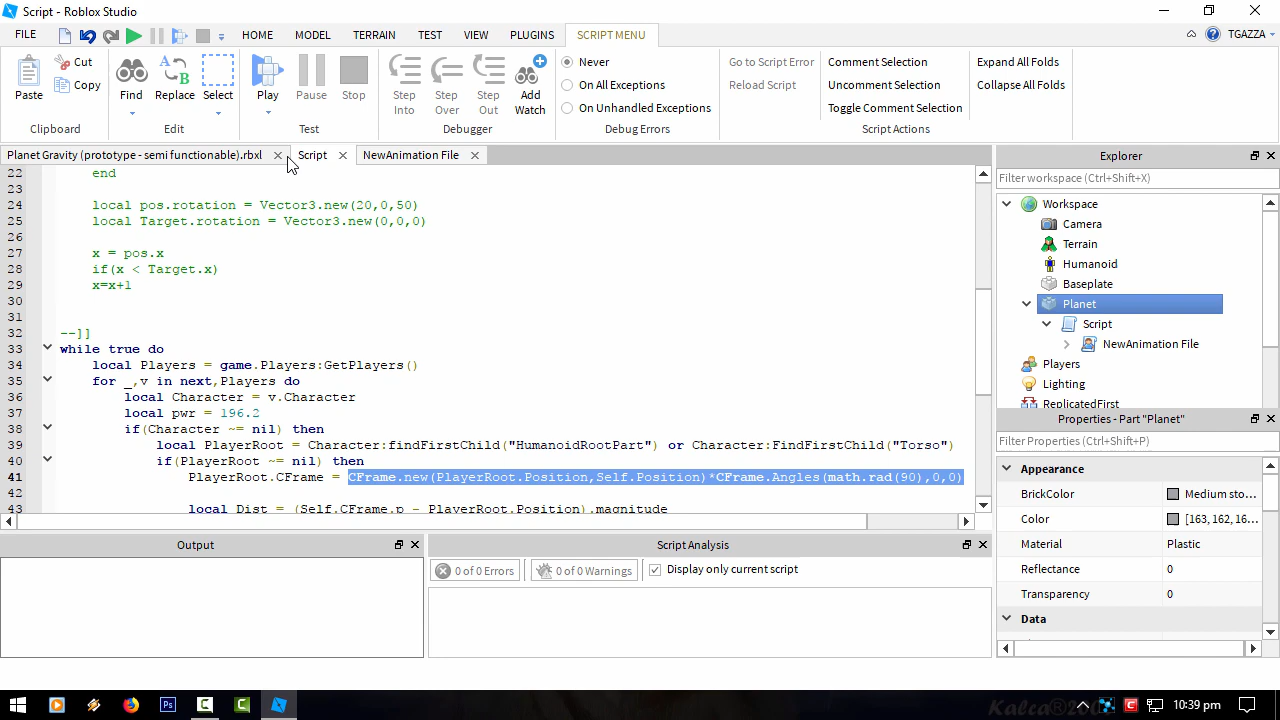 Script - Roblox Studio
FILE
HOME
MODEL
TERRAIN
TEST
VIEW
PLUGINS
SCRIPT MENU
TGAZZA
Paste
Cut
Copy
Clipboard
Find
Replace
Select
Edit
Play
Pause
Stop
Test
Step Into
Step Over
Step Out
Add Watch
Debugger
Never
On All Exceptions
On Unhandled Exceptions
Debug Errors
Go to Script Error
Reload Script
Comment Selection
Uncomment Selection
Toggle Comment Selection
Expand All Folds
Collapse All Folds
Script Actions
Planet Gravity (prototype - semi functionable).rbxl
Script
NewAnimation File
22 end
23
24 local pos.rotation = Vector3.new(20,0,50)
25 local Target.rotation = Vector3.new(0,0,0)
26
27 x = pos.x
28 if(x < Target.x)
29 x=x+1
30
31
32 --]]
33 while true do
34 local Players = game.Players:GetPlayers()
35 for _,v in next,Players do
36 local Character = v.Character
37 local pwr = 196.2
38 if(Character ~= nil) then
39 local PlayerRoot = Character:findFirstChild("HumanoidRootPart") or Character:FindFirstChild("Torso")
40 if(PlayerRoot ~= nil) then
41 PlayerRoot.CFrame = CFrame.new(PlayerRoot.Position,Self.Position)*CFrame.Angles(math.rad(90),0,0)
42
43 local Dist = (Self.CFrame.p - PlayerRoot.Position).magnitude
Explorer
Filter workspace (Ctrl+Shift+X)
Workspace
Camera
Terrain
Humanoid
Baseplate
Planet
Script
NewAnimation File
Players
Lighting
ReplicatedFirst
Properties - Part "Planet"
Filter Properties (Ctrl+Shift+P)
Appearance
BrickColor Medium sto...
Color [163, 162, 16...
Material Plastic
Reflectance 0
Transparency 0
Data
Output
Script Analysis
0 of 0 Errors
0 of 0 Warnings
Display only current script
10:39 pm